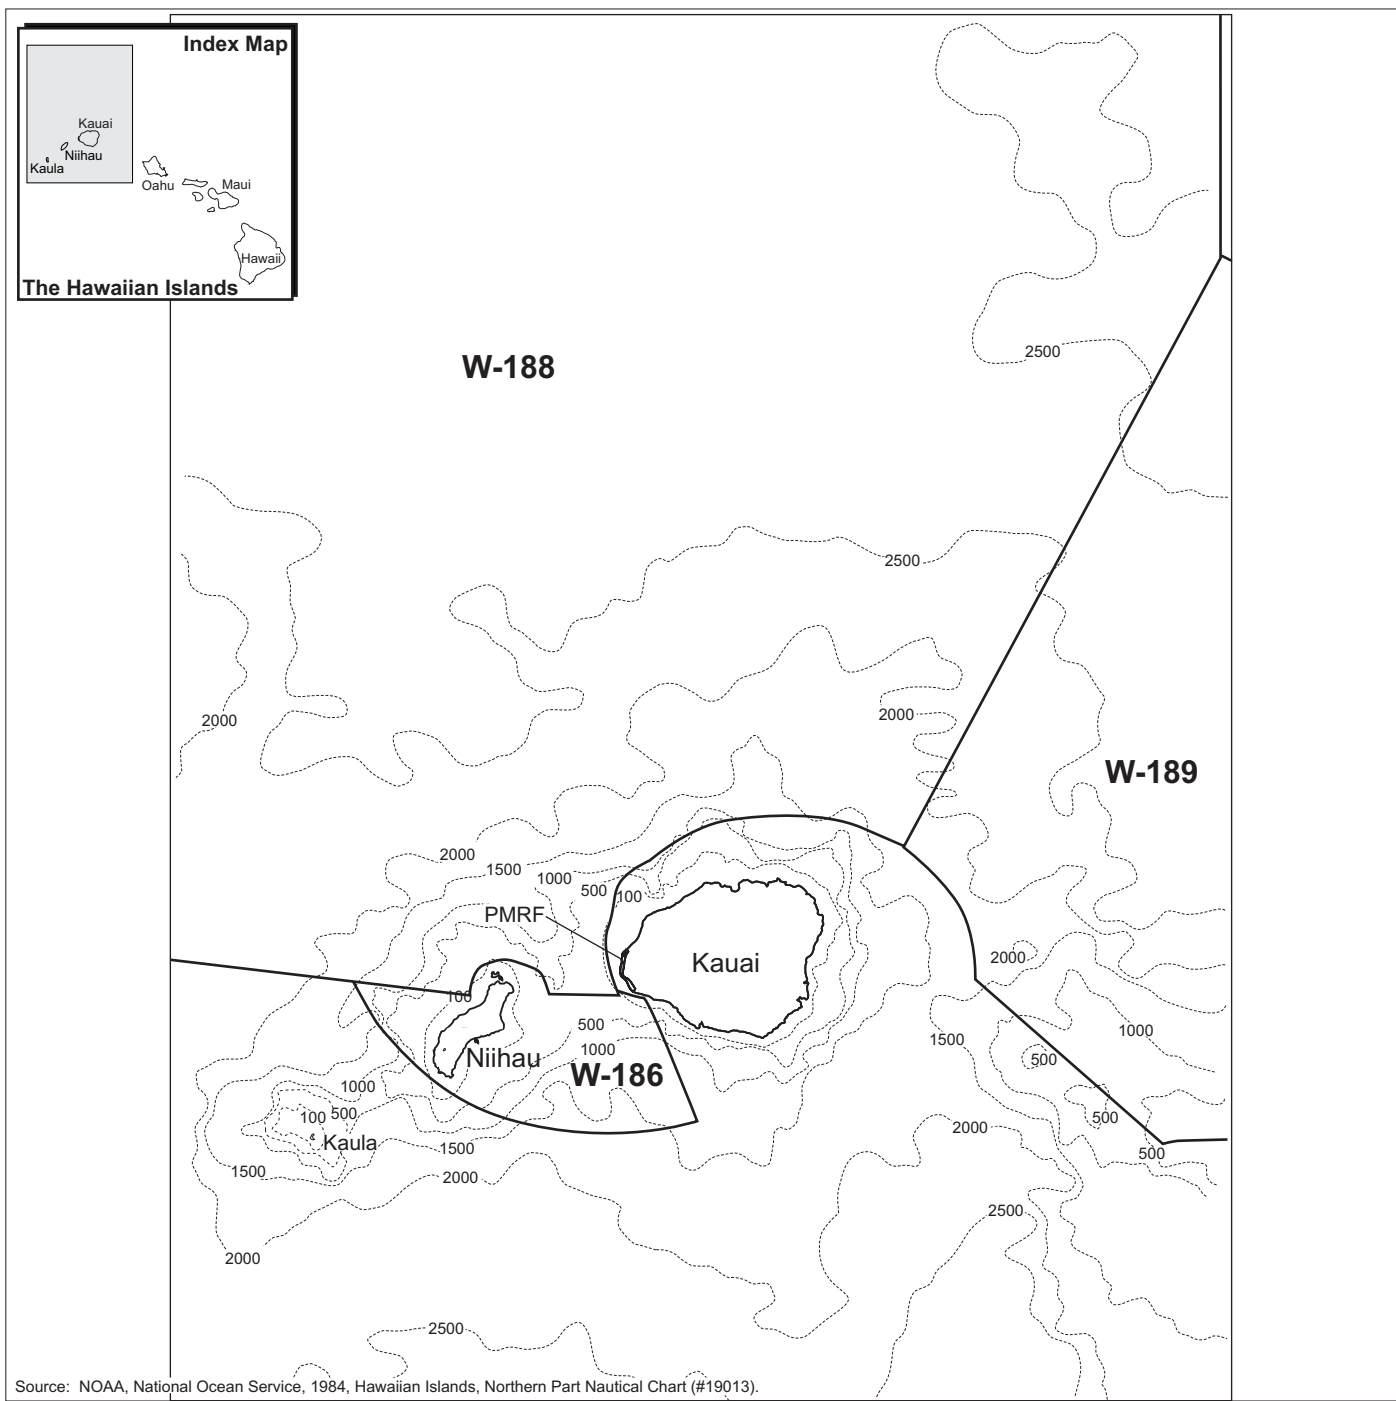 Index Map
Kauai
Niihau
Kaula
Oahu
Maui
Hawaii
The Hawaiian Islands
2500
W-188
2500
2000
2000
W-189
2000
1500
1000
500
100
PMRF
Kauai
2000
100
500
1000
1500
1000
Niihau
W-186
500
1000
100
500
500
Kaula
2000
1500
500
1500
2000
2500
2000
2500
Source: NOAA, National Ocean Service, 1984, Hawaiian Islands, Northern Part Nautical Chart (#19013).